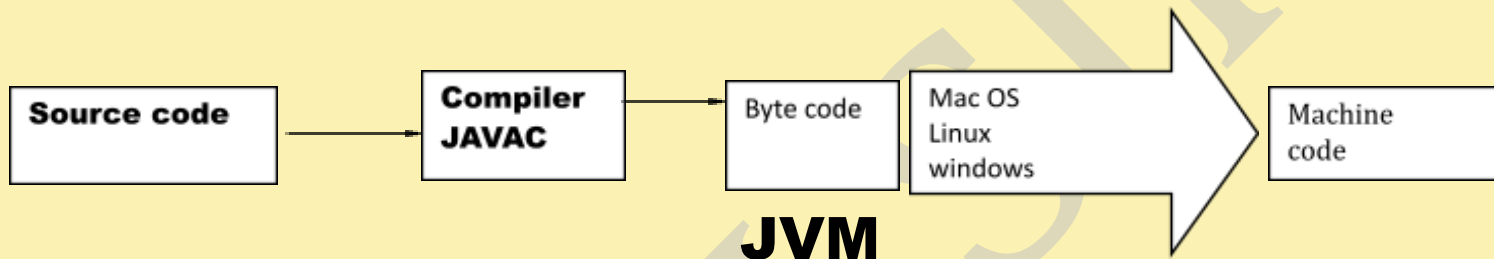 Source code
Compiler
JAVAC
Byte code
Mac OS
Linux
windows
Machine
code
JVM